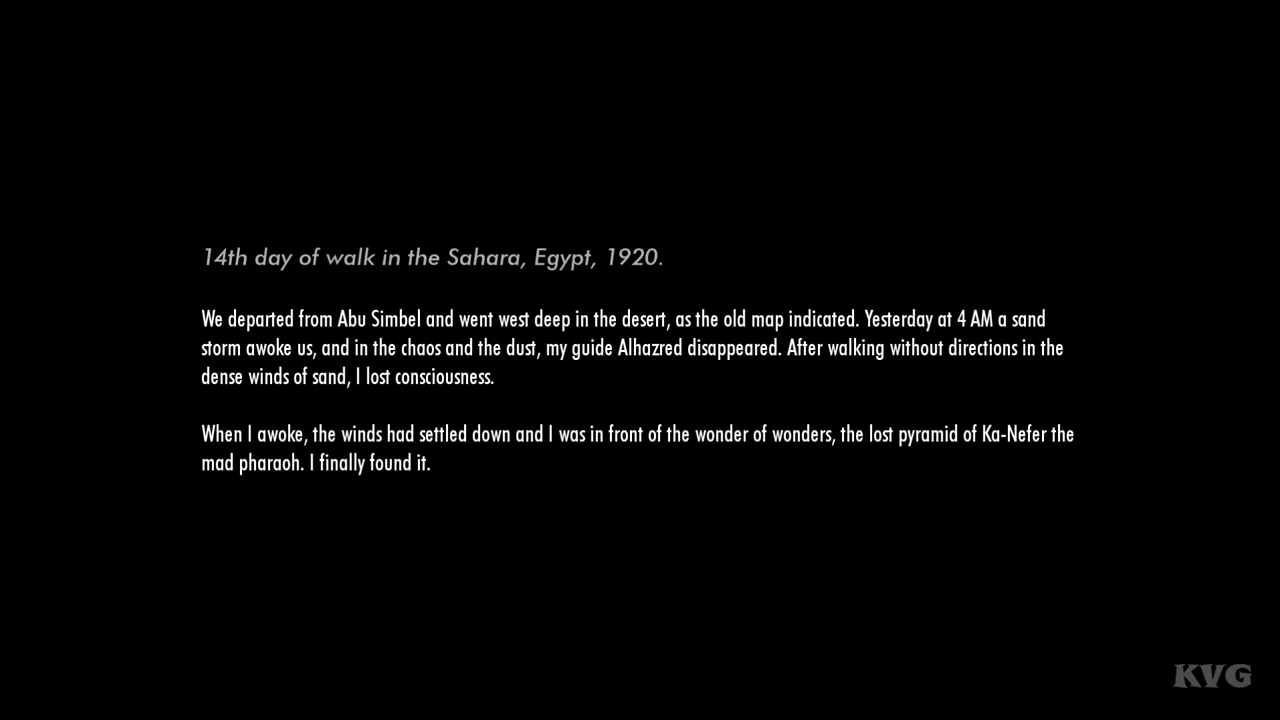 14th day of walk in the Sahara, Egypt, 1920.
We departed from Abu Simbel and went west deep in the desert, as the old map indicated. Yesterday at 4 AM a sand
storm awoke us, and in the chaos and the dust, my guide Alhazred disappeared. After walking without directions in the
dense winds of sand, I lost consciousness.
When I awoke, the winds had settled down and I was in front of the wonder of wonders, the lost pyramid of Ka-Nefer the
mad pharaoh. I finally found it.
KVG